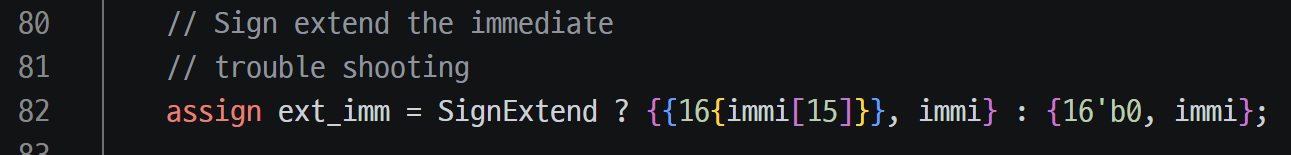 80 // Sign extend the immediate
81 // trouble shooting
82 assign ext_imm = SignExtend ? {{16{immi[15]}}, immi} : {16'b0, immi};
83